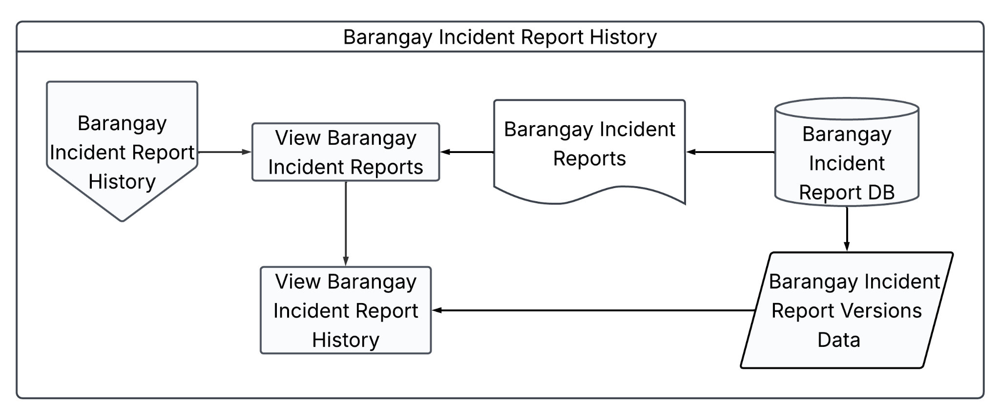 Barangay Incident Report History
Barangay
Incident Report
History
View Barangay
Incident Reports
Barangay Incident
Reports
Barangay
Incident
Report DB
View Barangay
Incident Report
History
Barangay Incident
Report Versions
Data